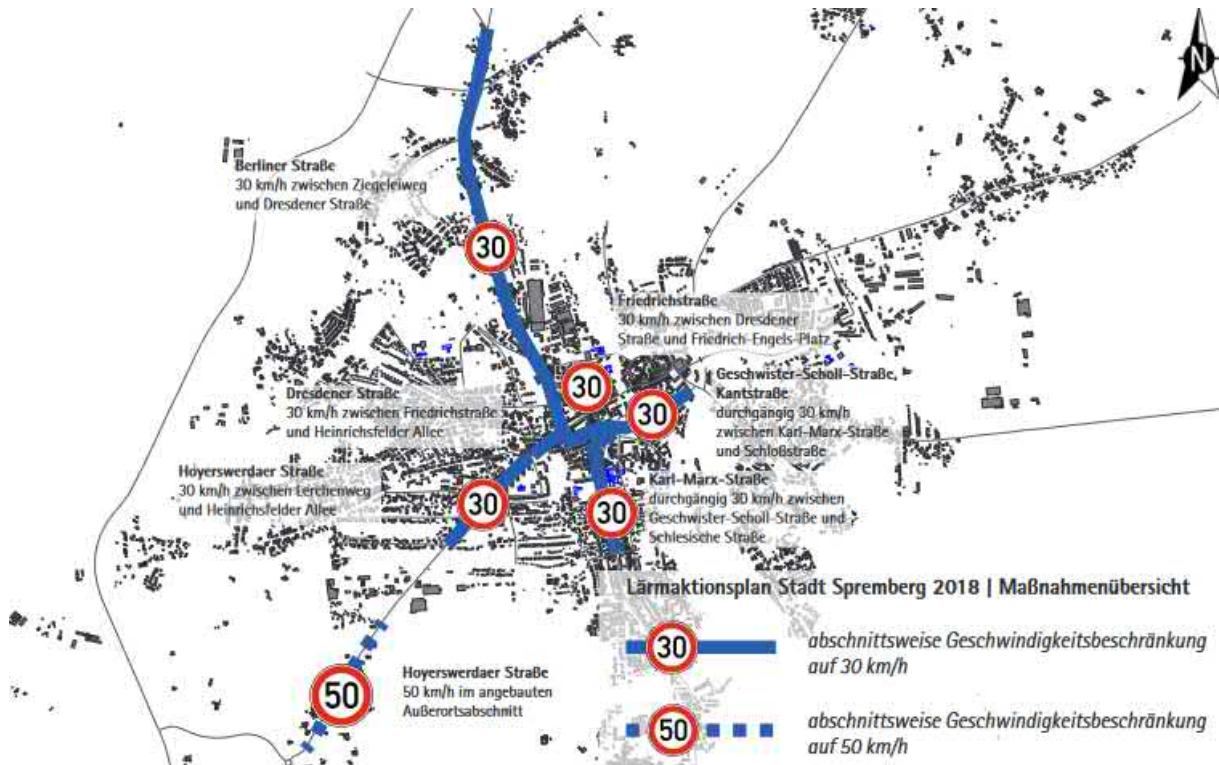 N
Berliner Straße
30 km/h zwischen Ziegeleiweg
und Dresdener Straße
30
Friedrichstraße
30 km/h zwischen Dresdener
Straße und Friedrich-Engels-Platz
Dresdener Straße
30 km/h zwischen Friedrichstraße
und Heinrichsfelder Allee
30
30
Geschwister-Scholl-Straße,
Kantstraße
durchgängig 30 km/h
zwischen Karl-Marx-Straße
und Schloßstraße
Hoyerswerdaer Straße
30 km/h zwischen Lerchenweg
und Heinrichsfelder Allee
30
30
Karl-Marx-Straße
durchgängig 30 km/h zwischen
Geschwister-Scholl-Straße und
Schlesische Straße
50
Hoyerswerdaer Straße
50 km/h im angebauten
Außerortsabschnitt
Lärmaktionsplan Stadt Spremberg 2018 | Maßnahmenübersicht
30
abschnittsweise Geschwindigkeitsbeschränkung
auf 30 km/h
50
abschnittsweise Geschwindigkeitsbeschränkung
auf 50 km/h